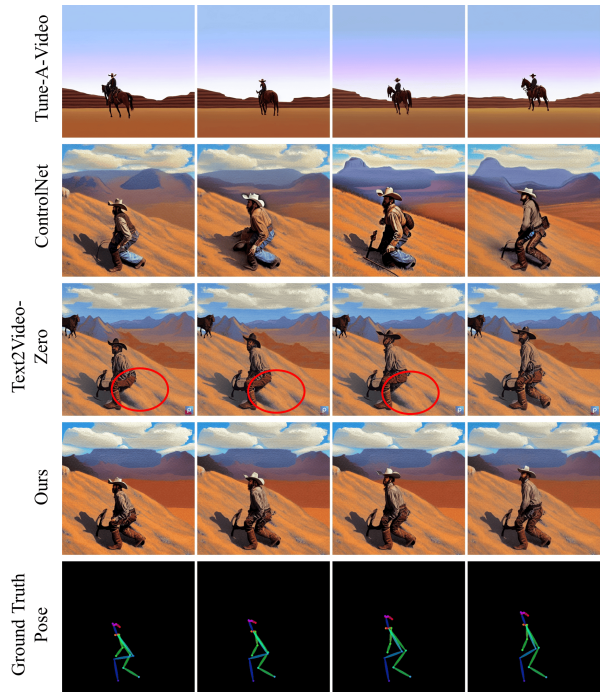 Tune-A-Video
ControlNet
Text2Video-
Zero
Ours
Ground Truth
Pose